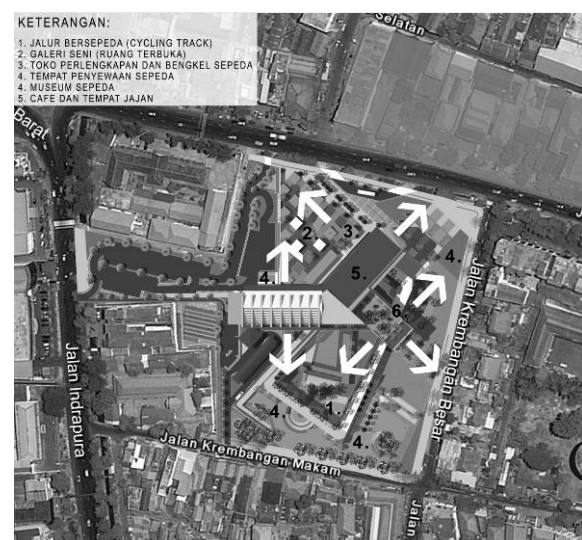 KETERANGAN:
1. JALUR BERSEPEDA (CYCLING TRACK)
2. GALERI SENI (RUANG TERBUKA)
3. TOKO PERLENGKAPAN DAN BENGKEL SEPEDA
4. TEMPAT PENYEWAAN SEPEDA
4. MUSEUM SEPEDA
5. CAFE DAN TEMPAT JAJAN
Selatan
Barat
2.
3.
4.
4.
5.
6.
1.
4.
4.
Jalan Krembangan Besar
Jalan Indrapura
Jalan Krembangan Makam
Jalan